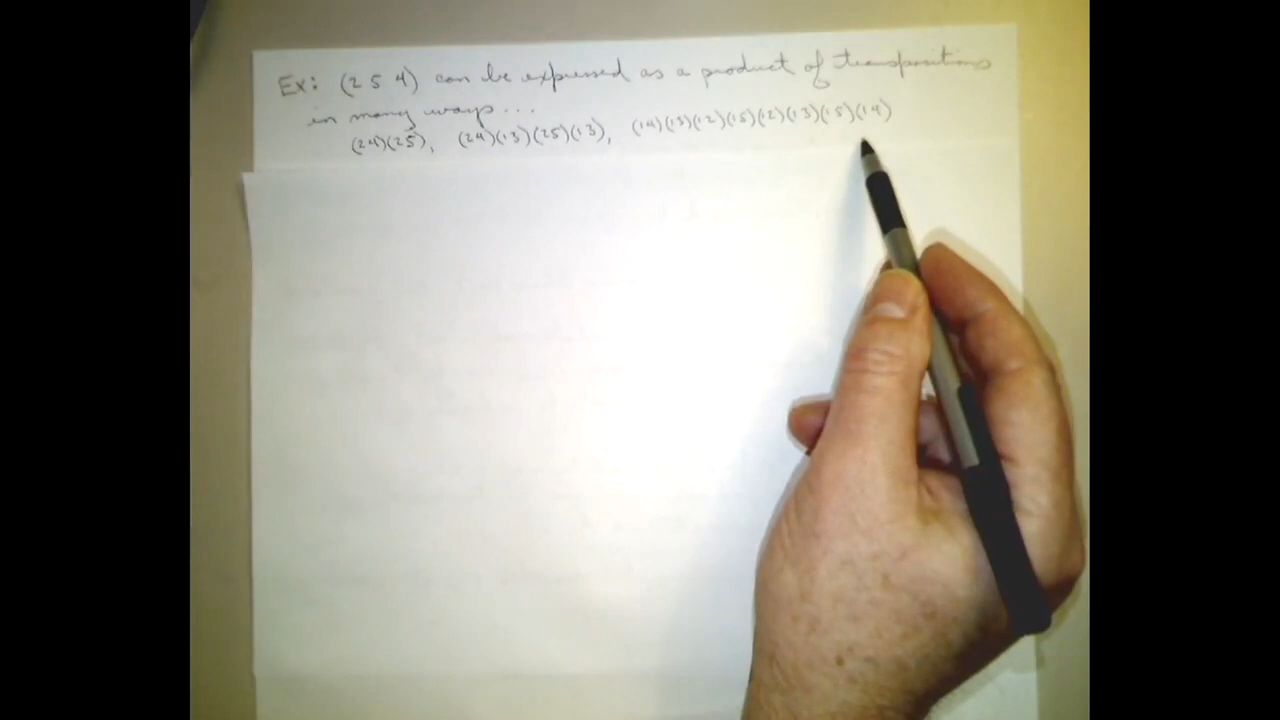 Ex: (2 5 4) can be expressed as a product of transpositions
in many ways...
(24)(25), (24)(13)(25)(13), (14)(13)(12)(15)(12)(13)(15)(14)